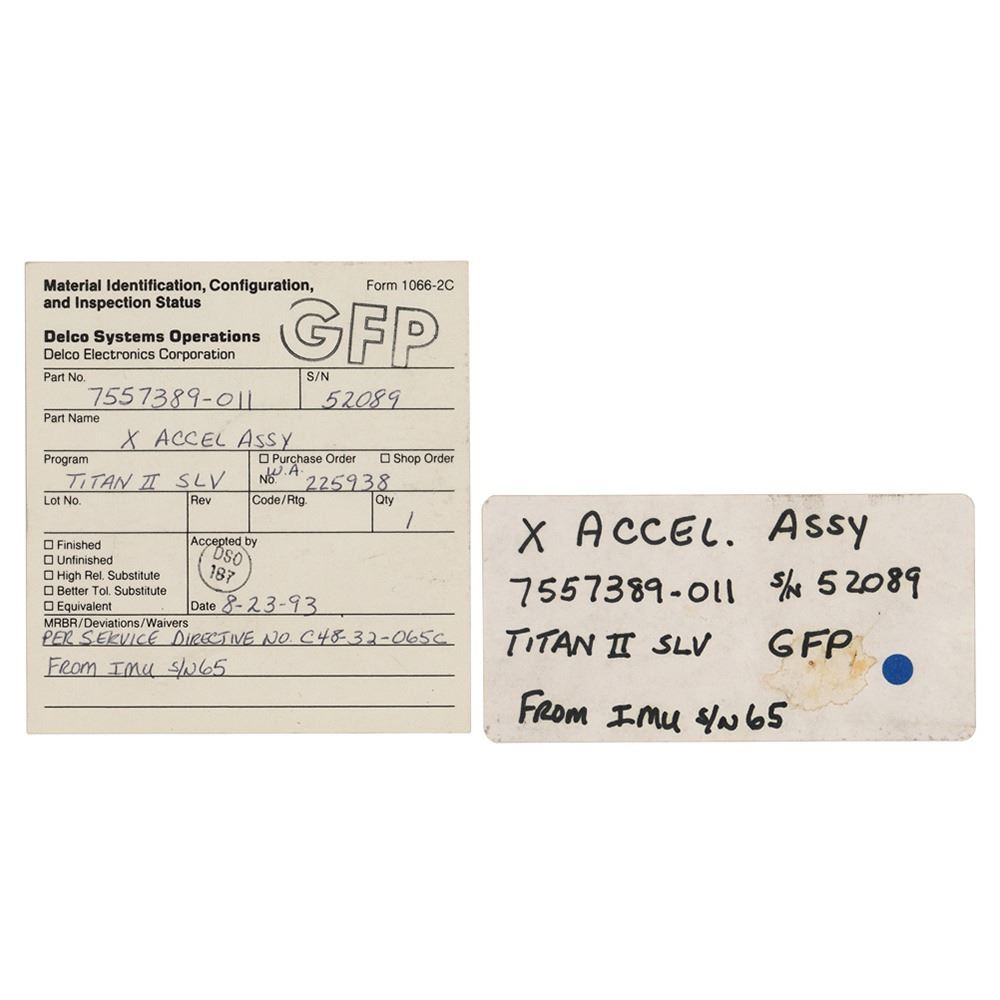 Material Identification, Configuration, Form 1066-2C
and Inspection Status
GFP
Delco Systems Operations
Delco Electronics Corporation
Part No. S/N
7557389-011 52089
Part Name
X ACCEL ASSY
Program ☐ Purchase Order ☐ Shop Order
W.A.
TITAN II SLV No. 225938
Lot No. Rev Code/Rtg. Qty
1
☐ Finished Accepted by
☐ Unfinished DSO
☐ High Rel. Substitute 187
☐ Better Tol. Substitute
☐ Equivalent Date 8-23-93
MRBR/Deviations/Waivers
PER SERVICE DIRECTIVE NO. C48-32-065C
FROM IMU S/N65
X ACCEL. ASSY
7557389-011 S/N 52089
TITAN II SLV GFP
FROM IMU S/N 65